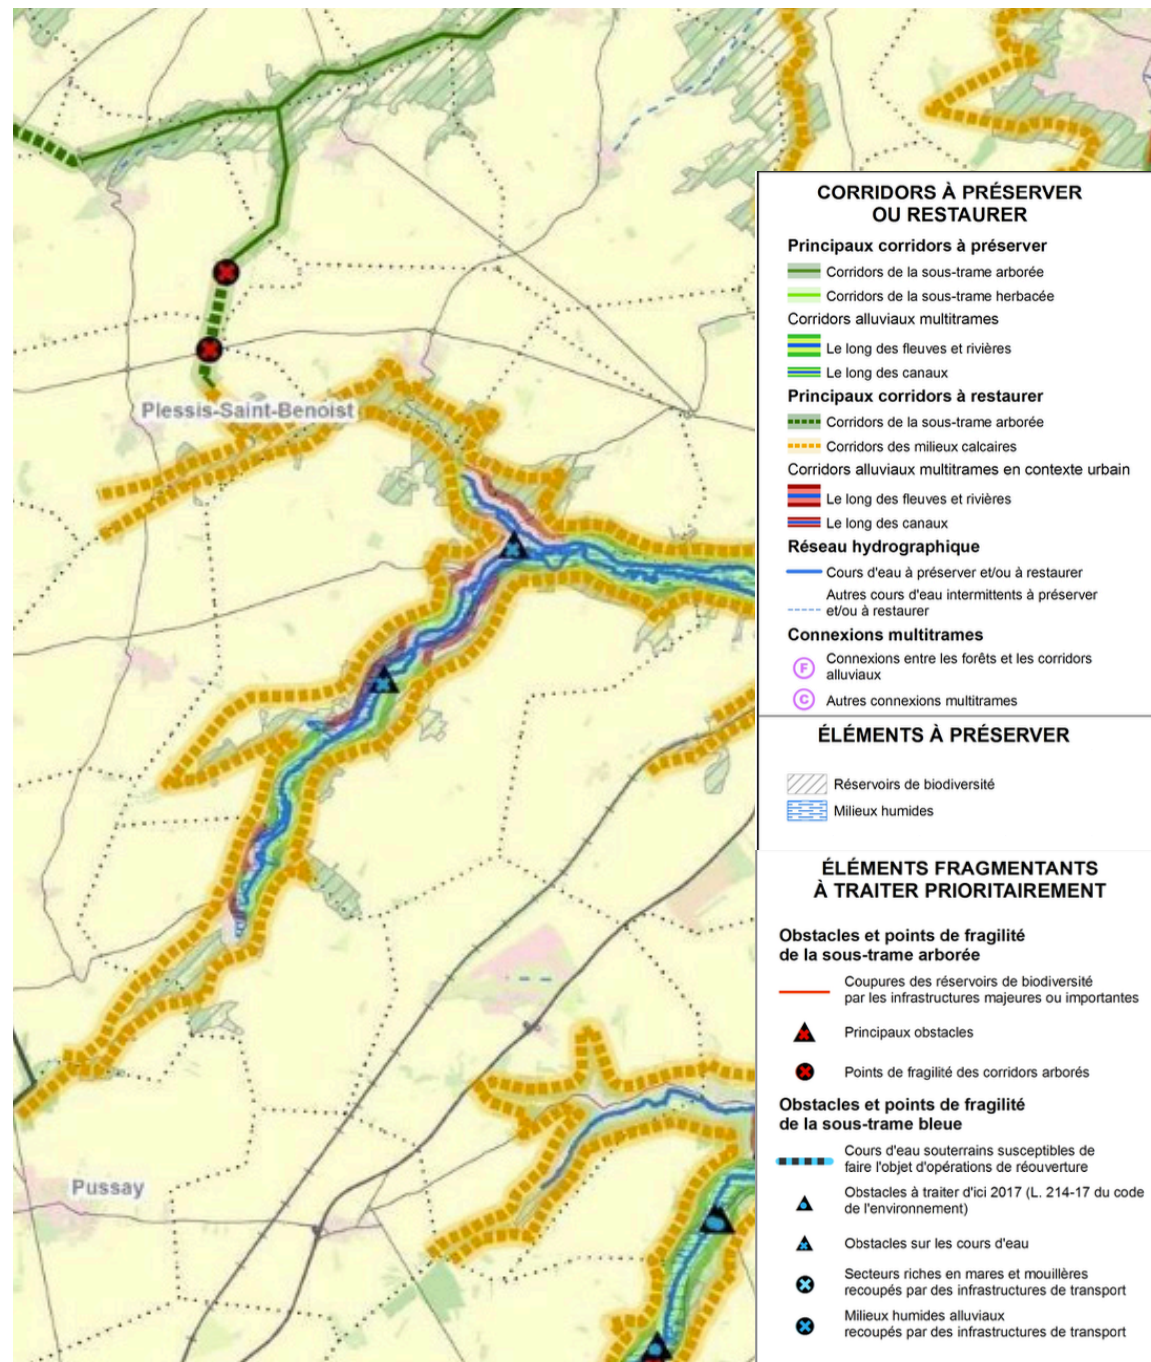 Plessis-Saint-Benoist
Pussay
CORRIDORS À PRÉSERVER
OU RESTAURER
Principaux corridors à préserver
Corridors de la sous-trame arborée
Corridors de la sous-trame herbacée
Corridors alluviaux multitrames
Le long des fleuves et rivières
Le long des canaux
Principaux corridors à restaurer
Corridors de la sous-trame arborée
Corridors des milieux calcaires
Corridors alluviaux multitrames en contexte urbain
Le long des fleuves et rivières
Le long des canaux
Réseau hydrographique
Cours d'eau à préserver et/ou à restaurer
Autres cours d'eau intermittents à préserver
et/ou à restaurer
Connexions multitrames
F
Connexions entre les forêts et les corridors
alluviaux
C
Autres connexions multitrames
ÉLÉMENTS À PRÉSERVER
Réservoirs de biodiversité
Milieux humides
ÉLÉMENTS FRAGMENTANTS
À TRAITER PRIORITAIREMENT
Obstacles et points de fragilité
de la sous-trame arborée
Coupures des réservoirs de biodiversité
par les infrastructures majeures ou importantes
Principaux obstacles
Points de fragilité des corridors arborés
Obstacles et points de fragilité
de la sous-trame bleue
Cours d'eau souterrains susceptibles de
faire l'objet d'opérations de réouverture
Obstacles à traiter d'ici 2017 (L. 214-17 du code
de l'environnement)
Obstacles sur les cours d'eau
Secteurs riches en mares et mouillères
recoupés par des infrastructures de transport
Milieux humides alluviaux
recoupés par des infrastructures de transport